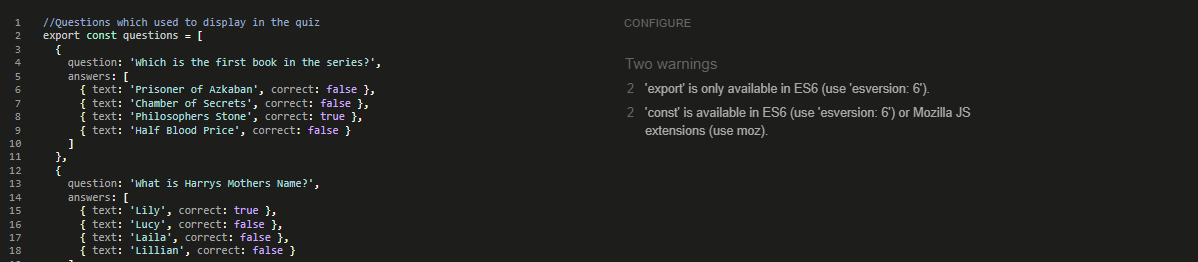 1 //Questions which used to display in the quiz
2 export const questions = [
3 {
4 question: 'Which is the first book in the series?',
5 answers: [
6 { text: 'Prisoner of Azkaban', correct: false },
7 { text: 'Chamber of Secrets', correct: false },
8 { text: 'Philosophers Stone', correct: true },
9 { text: 'Half Blood Price', correct: false }
10 ]
11 },
12 {
13 question: 'What is Harrys Mothers Name?',
14 answers: [
15 { text: 'Lily', correct: true },
16 { text: 'Lucy', correct: false },
17 { text: 'Laila', correct: false },
18 { text: 'Lillian', correct: false }
CONFIGURE
Two warnings
2 'export' is only available in ES6 (use 'esversion: 6').
2 'const' is available in ES6 (use 'esversion: 6') or Mozilla JS
extensions (use moz).